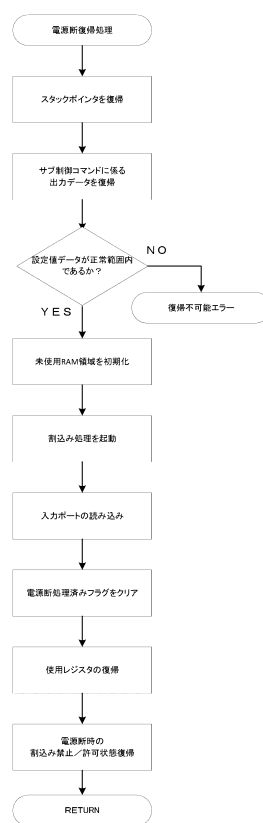 電源断復帰処理
スタックポインタを復帰
サブ制御コマンドに係る
出力データを復帰
設定値データが正常範囲内
であるか？
NO
YES
復帰不可能エラー
未使用RAM領域を初期化
割込み処理を起動
入力ポートの読み込み
電源断処理済みフラグをクリア
使用レジスタの復帰
電源断時の
割込み禁止／許可状態復帰
RETURN